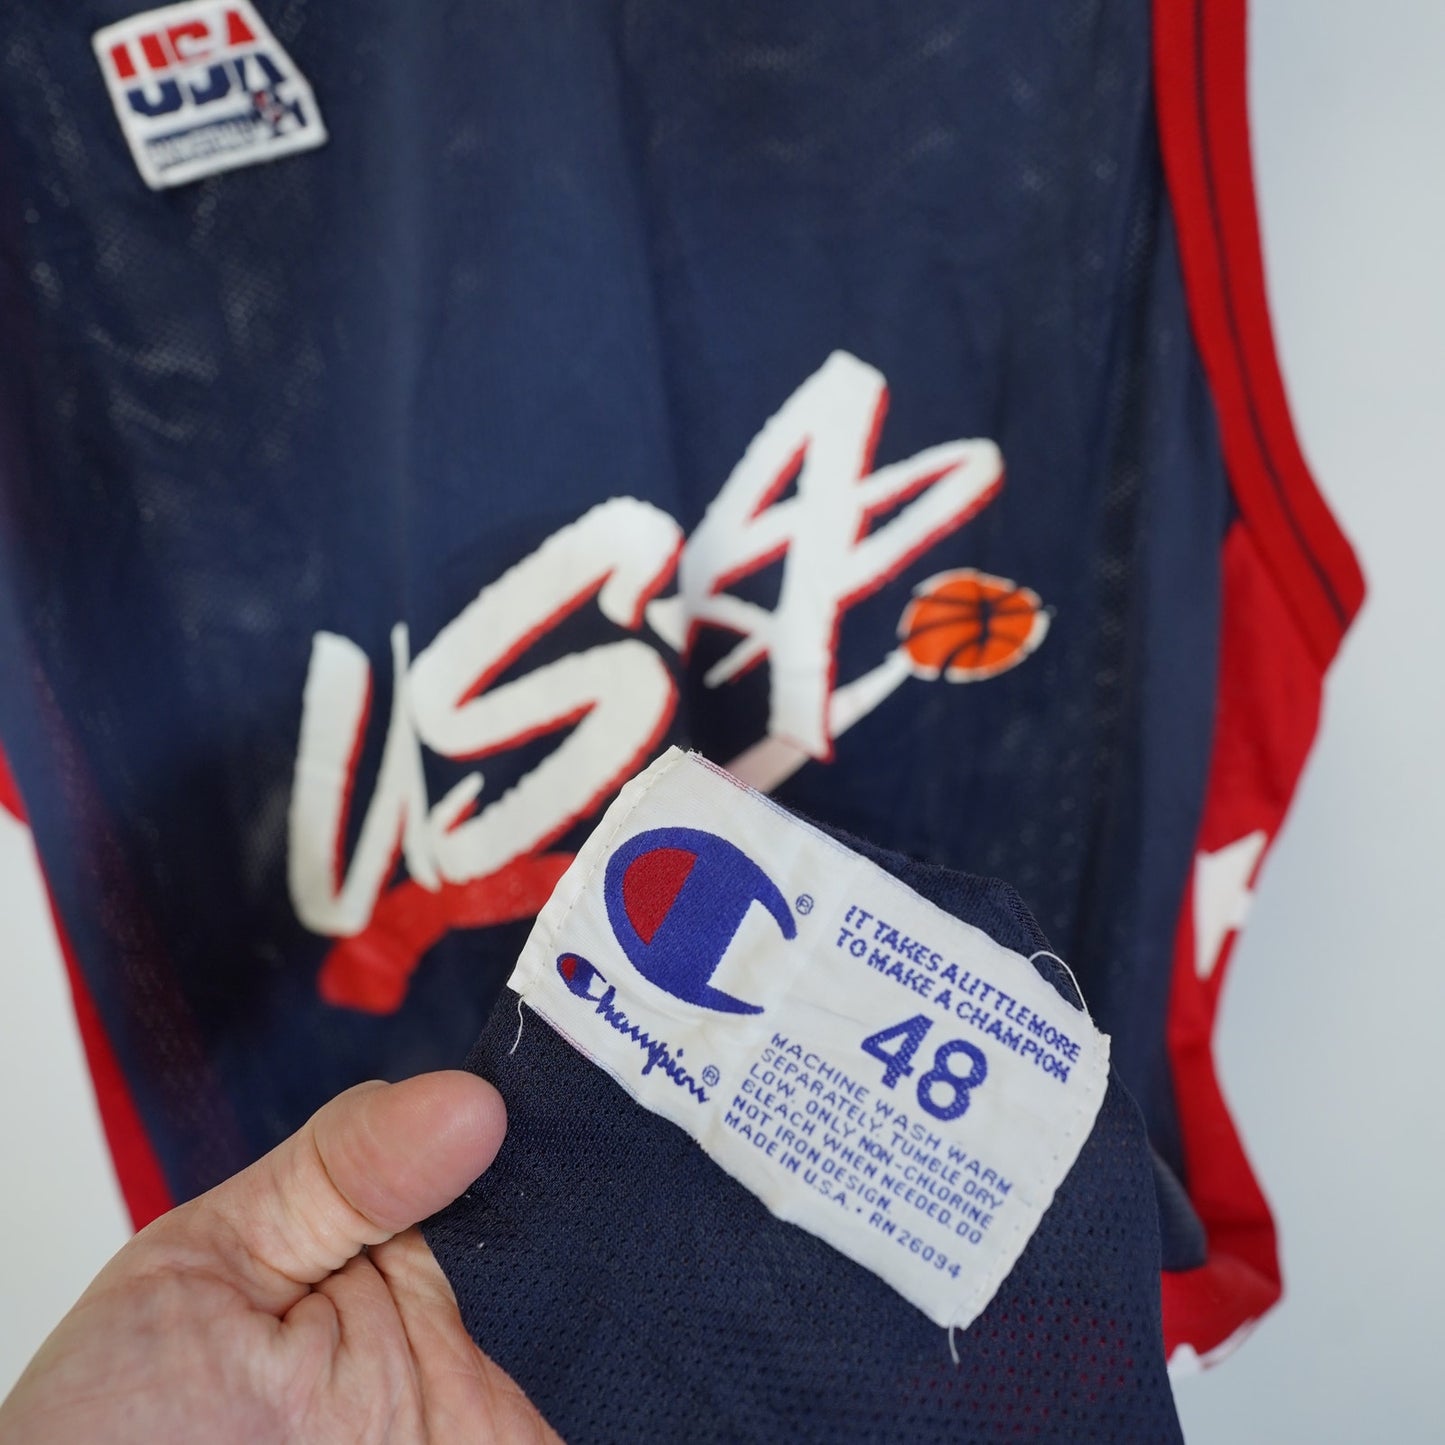 USA
BASKETBALL
USA
Champion®
®
IT TAKES A LITTLE MORE
TO MAKE A CHAMPION
48
MACHINE WASH WARM
SEPARATELY. TUMBLE DRY
LOW. ONLY NON-CHLORINE
BLEACH WHEN NEEDED. DO
NOT IRON DESIGN.
MADE IN U.S.A. • RN 26094